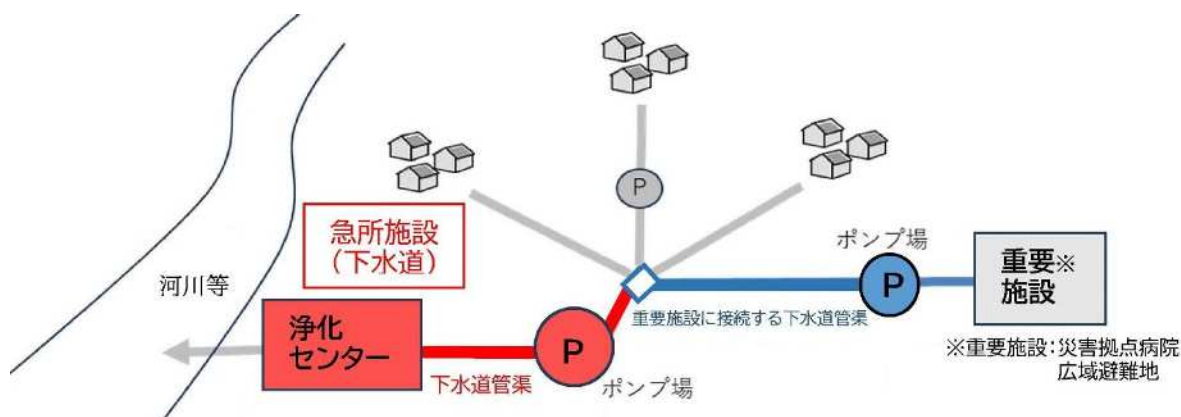 P
急所施設
(下水道)
ポンプ場
河川等
P
重要※
施設
重要施設に接続する下水道管渠
浄化
センター
P
※重要施設:災害拠点病院
広域避難地
下水道管渠
ポンプ場